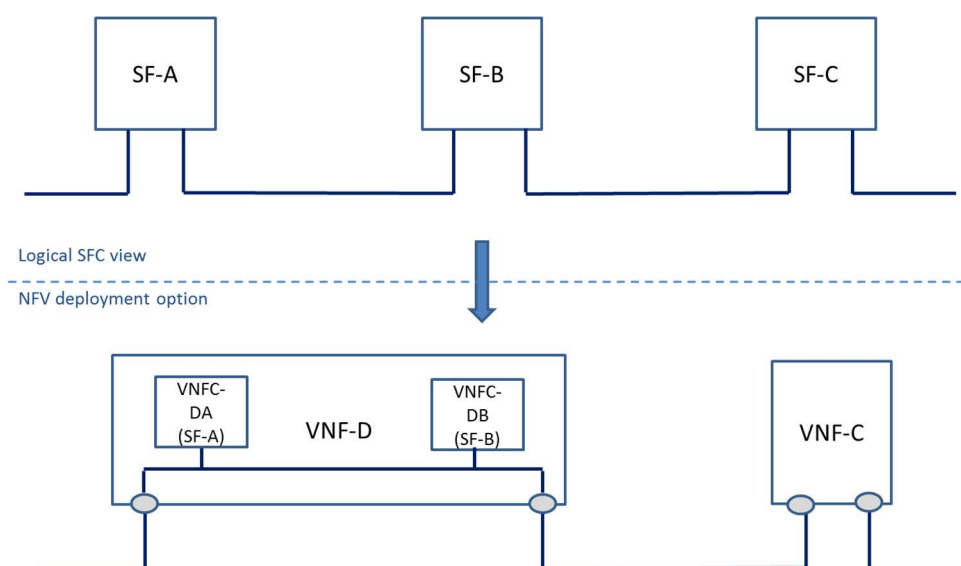 SF-A
SF-B
SF-C
Logical SFC view
NFV deployment option
VNFC-
DA
(SF-A)
VNF-D
VNFC-
DB
(SF-B)
VNF-C